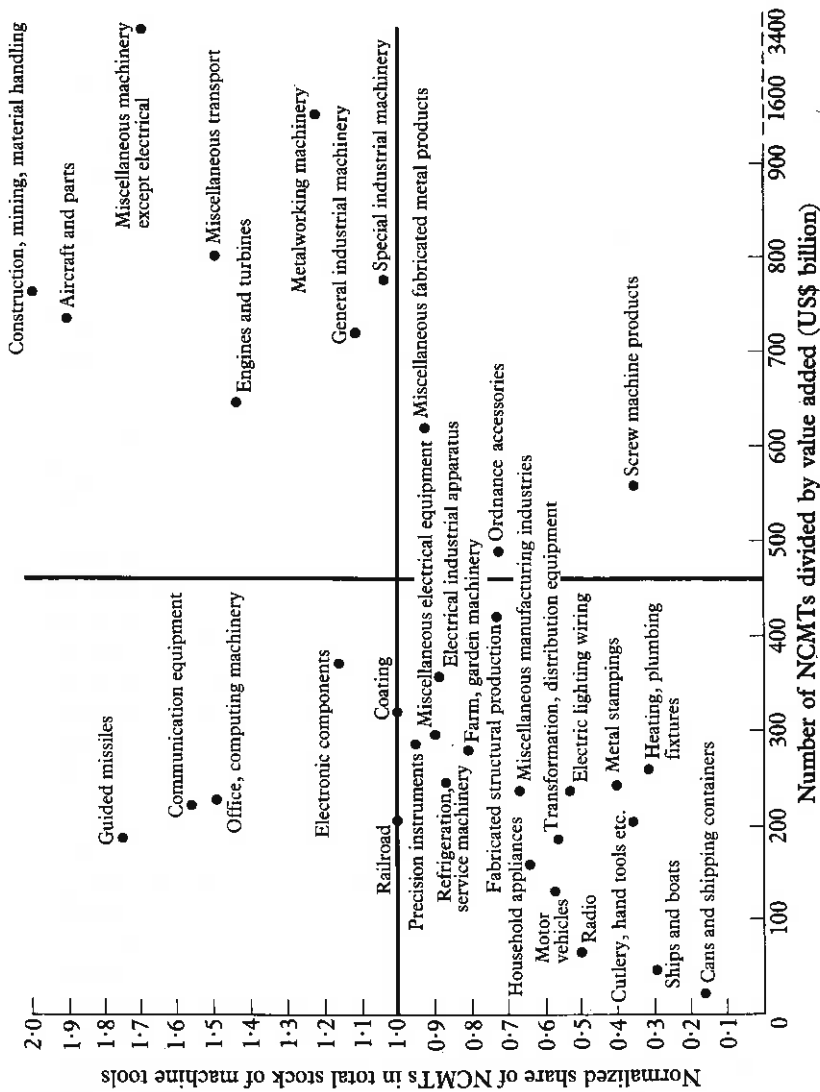 Normalized share of NCMTs in total stock of machine tools
2·0
1·9
1·7
1·6
1·5
1·3
1·2
1·1
1·0
0·9
0·8
0·7
0·6
0·5
0·4
0·3
0·2
0·1
Construction, mining, material handling
Aircraft and parts
Guided missiles
Miscellaneous machinery
except electrical
Communication equipment
Office, computing machinery
Miscellaneous transport
Engines and turbines
Metalworking machinery
Electronic components
General industrial machinery
Special industrial machinery
Railroad
Coating
Precision instruments
Miscellaneous electrical equipment
Miscellaneous fabricated metal products
Refrigeration,
service machinery
Electrical industrial apparatus
Farm, garden machinery
Fabricated structural production
Ordnance accessories
Household appliances
Miscellaneous manufacturing industries
Motor
vehicles
Transformation, distribution equipment
Radio
Electric lighting wiring
Cutlery, hand tools etc.
Metal stampings
Screw machine products
Ships and boats
Heating, plumbing
fixtures
Cans and shipping containers
0
100
200
300
400
500
600
700
800
900
1600
3400
Number of NCMTs divided by value added (US$ billion)